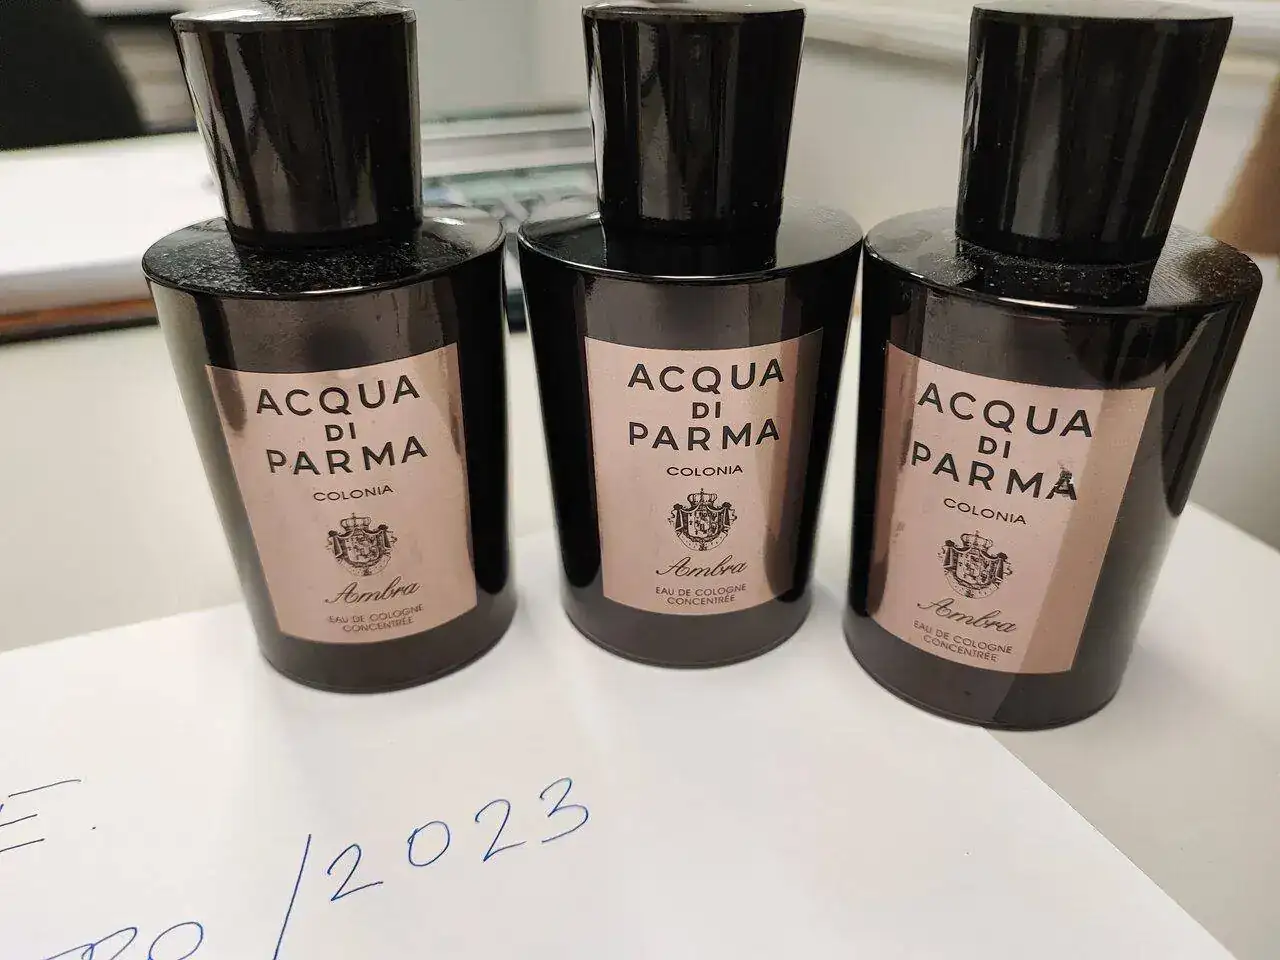 ACQUA
DI
PARMA
COLONIA
Ambra
EAU DE COLOGNE
CONCENTRÉE
ACQUA
DI
PARMA
COLONIA
Ambra
EAU DE COLOGNE
CONCENTRÉE
ACQUA
DI
PARMA
COLONIA
Ambra
EAU DE COLOGNE
CONCENTRÉE
E.
/2023